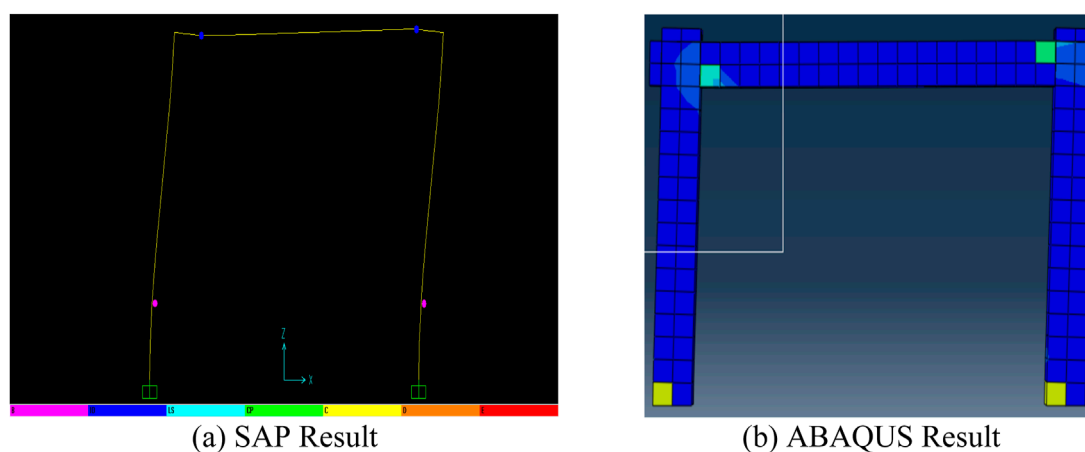 Z
X
B IO LS CP C D E
(a) SAP Result
(b) ABAQUS Result